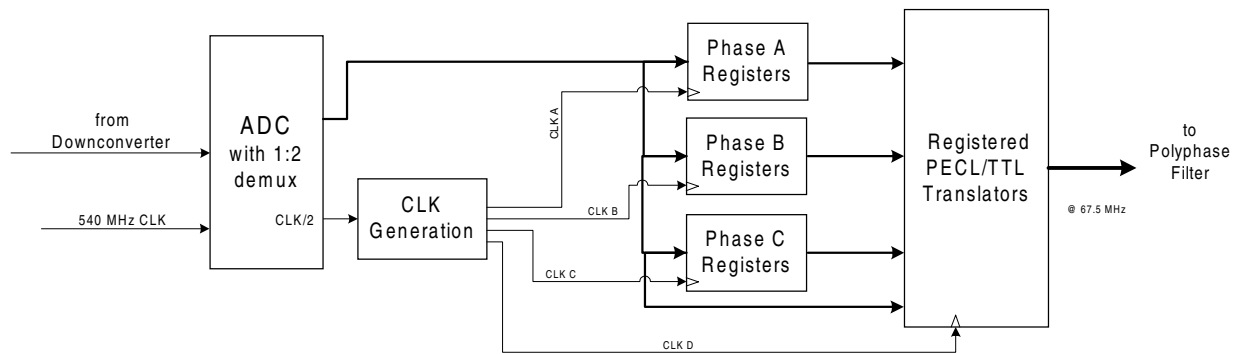 from
Downconverter
540 MHz CLK
ADC
with 1:2
demux
CLK/2
CLK
Generation
CLK A
CLK B
CLK C
CLK D
Phase A
Registers
Phase B
Registers
Phase C
Registers
Registered
PECL/TTL
Translators
to
Polyphase
Filter
@ 67.5 MHz